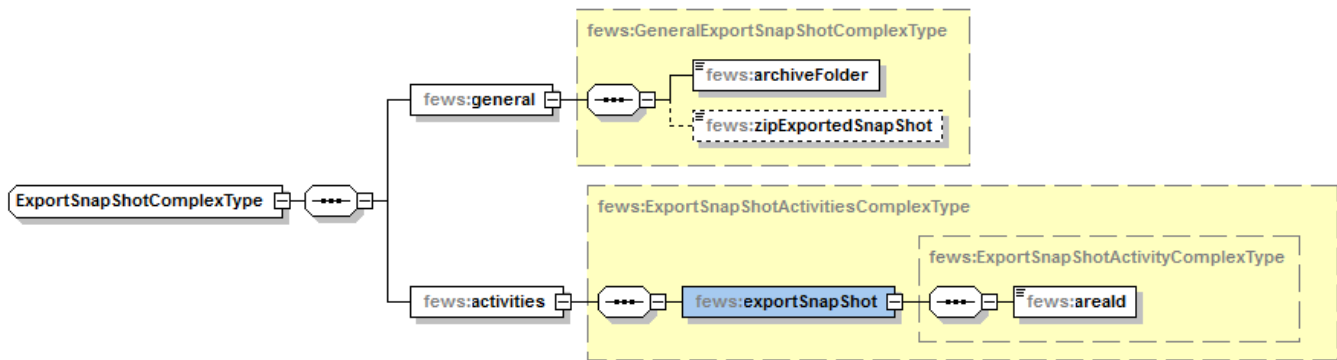 fews:GeneralExportSnapShotComplexType
fews:archiveFolder
fews:general
fews:zipExportedSnapShot
ExportSnapShotComplexType
fews:ExportSnapShotActivitiesComplexType
fews:ExportSnapShotActivityComplexType
fews:activities
fews:exportSnapShot
fews:areaId